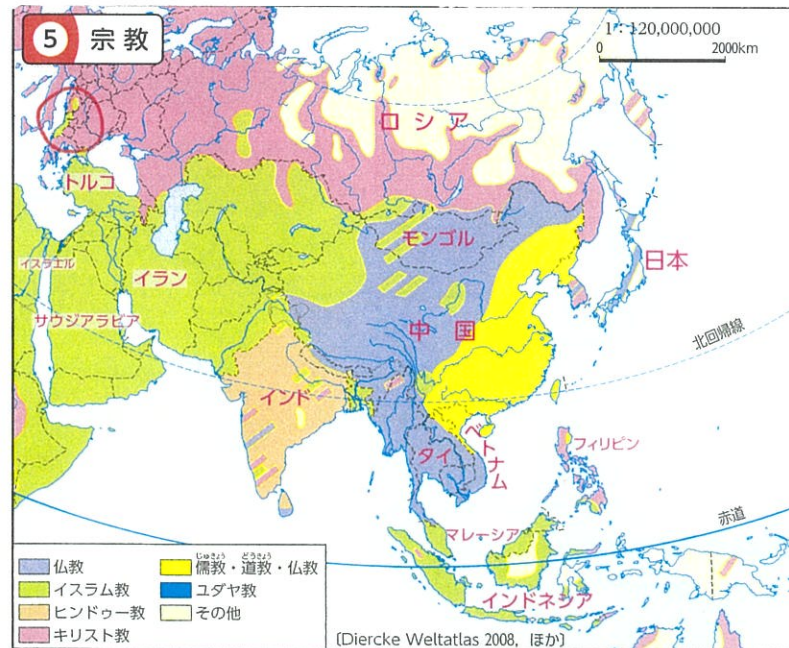 5 宗教
1:120,000,000
0 2000km
ロシア
トルコ
モンゴル
日本
イスラエル
イラン
サウジアラビア
中国
北回帰線
インド
タイ
ベトナム
フィリピン
赤道
マレーシア
インドネシア
仏教
イスラム教
ヒンドゥー教
キリスト教
じゅきょう どうきょう
儒教・道教・仏教
ユダヤ教
その他
〔Diercke Weltatlas 2008, ほか〕